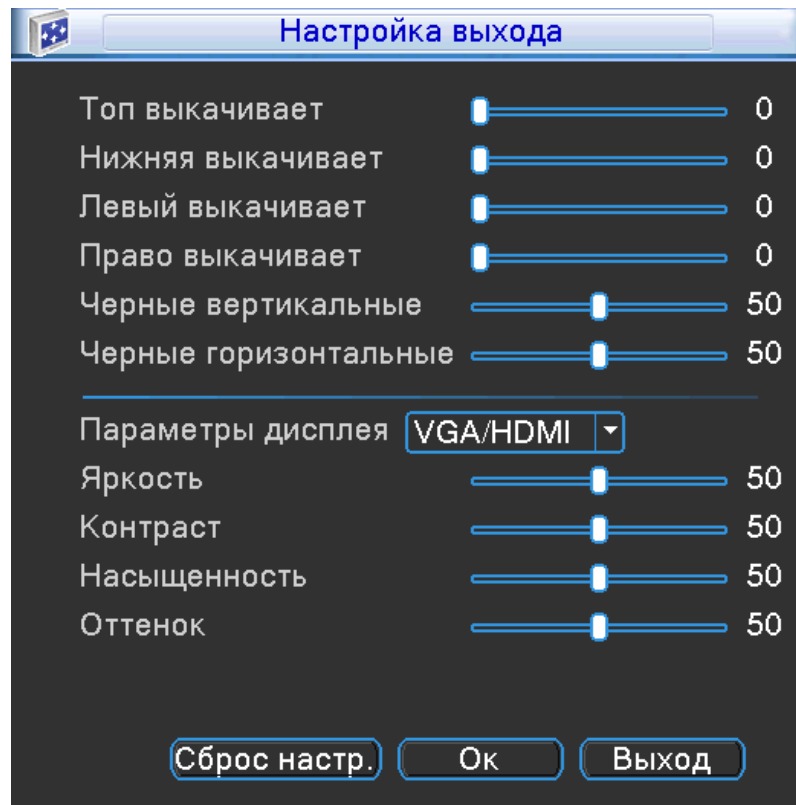 Настройка выхода
Топ выкачивает 0
Нижняя выкачивает 0
Левый выкачивает 0
Право выкачивает 0
Черные вертикальные 50
Черные горизонтальные 50
Параметры дисплея VGA/HDMI
Яркость 50
Контраст 50
Насыщенность 50
Оттенок 50
Сброс настр. Ок Выход